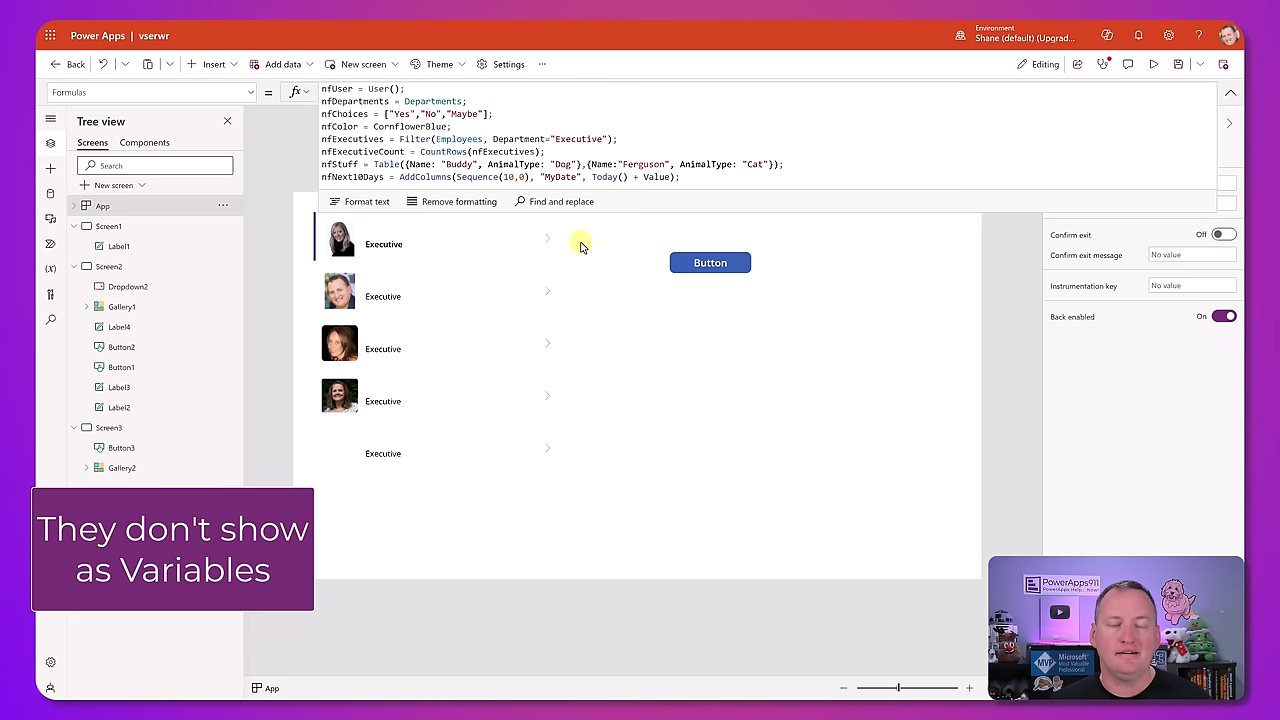 Power Apps | vserwr
Environment
Shane (default) (Upgrad...
Back
Insert
Add data
New screen
Theme
Settings
...
Editing
Formulas
=
fx
nfUser = User();
nfDepartments = Departments;
nfChoices = ["Yes","No","Maybe"];
nfColor = CornflowerBlue;
nfExecutives = Filter(Employees, Department="Executive");
nfExecutiveCount = CountRows(nfExecutives);
nfStuff = Table({Name: "Buddy", AnimalType: "Dog"},{Name:"Ferguson", AnimalType: "Cat"});
nfNext10Days = AddColumns(Sequence(10,0), "MyDate", Today() + Value);
Format text
Remove formatting
Find and replace
Tree view
Screens
Components
Search
New screen
App
...
Screen1
Label1
Screen2
Dropdown2
Gallery1
Label4
Button2
Button1
Label3
Label2
Screen3
Button3
Gallery2
Executive
Executive
Executive
Executive
Executive
Button
Confirm exit
Off
Confirm exit message
No value
Instrumentation key
No value
Back enabled
On
They don't show
as Variables
App
PowerApps911
PowerApps Help... Now!
Microsoft
Most Valuable
Professional
MVP